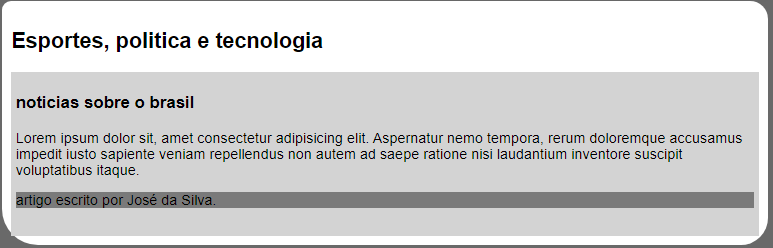 Esportes, politica e tecnologia
noticias sobre o brasil
Lorem ipsum dolor sit, amet consectetur adipisicing elit. Aspernatur nemo tempora, rerum doloremque accusamus
impedit iusto sapiente veniam repellendus non autem ad saepe ratione nisi laudantium inventore suscipit
voluptatibus itaque.
artigo escrito por José da Silva.